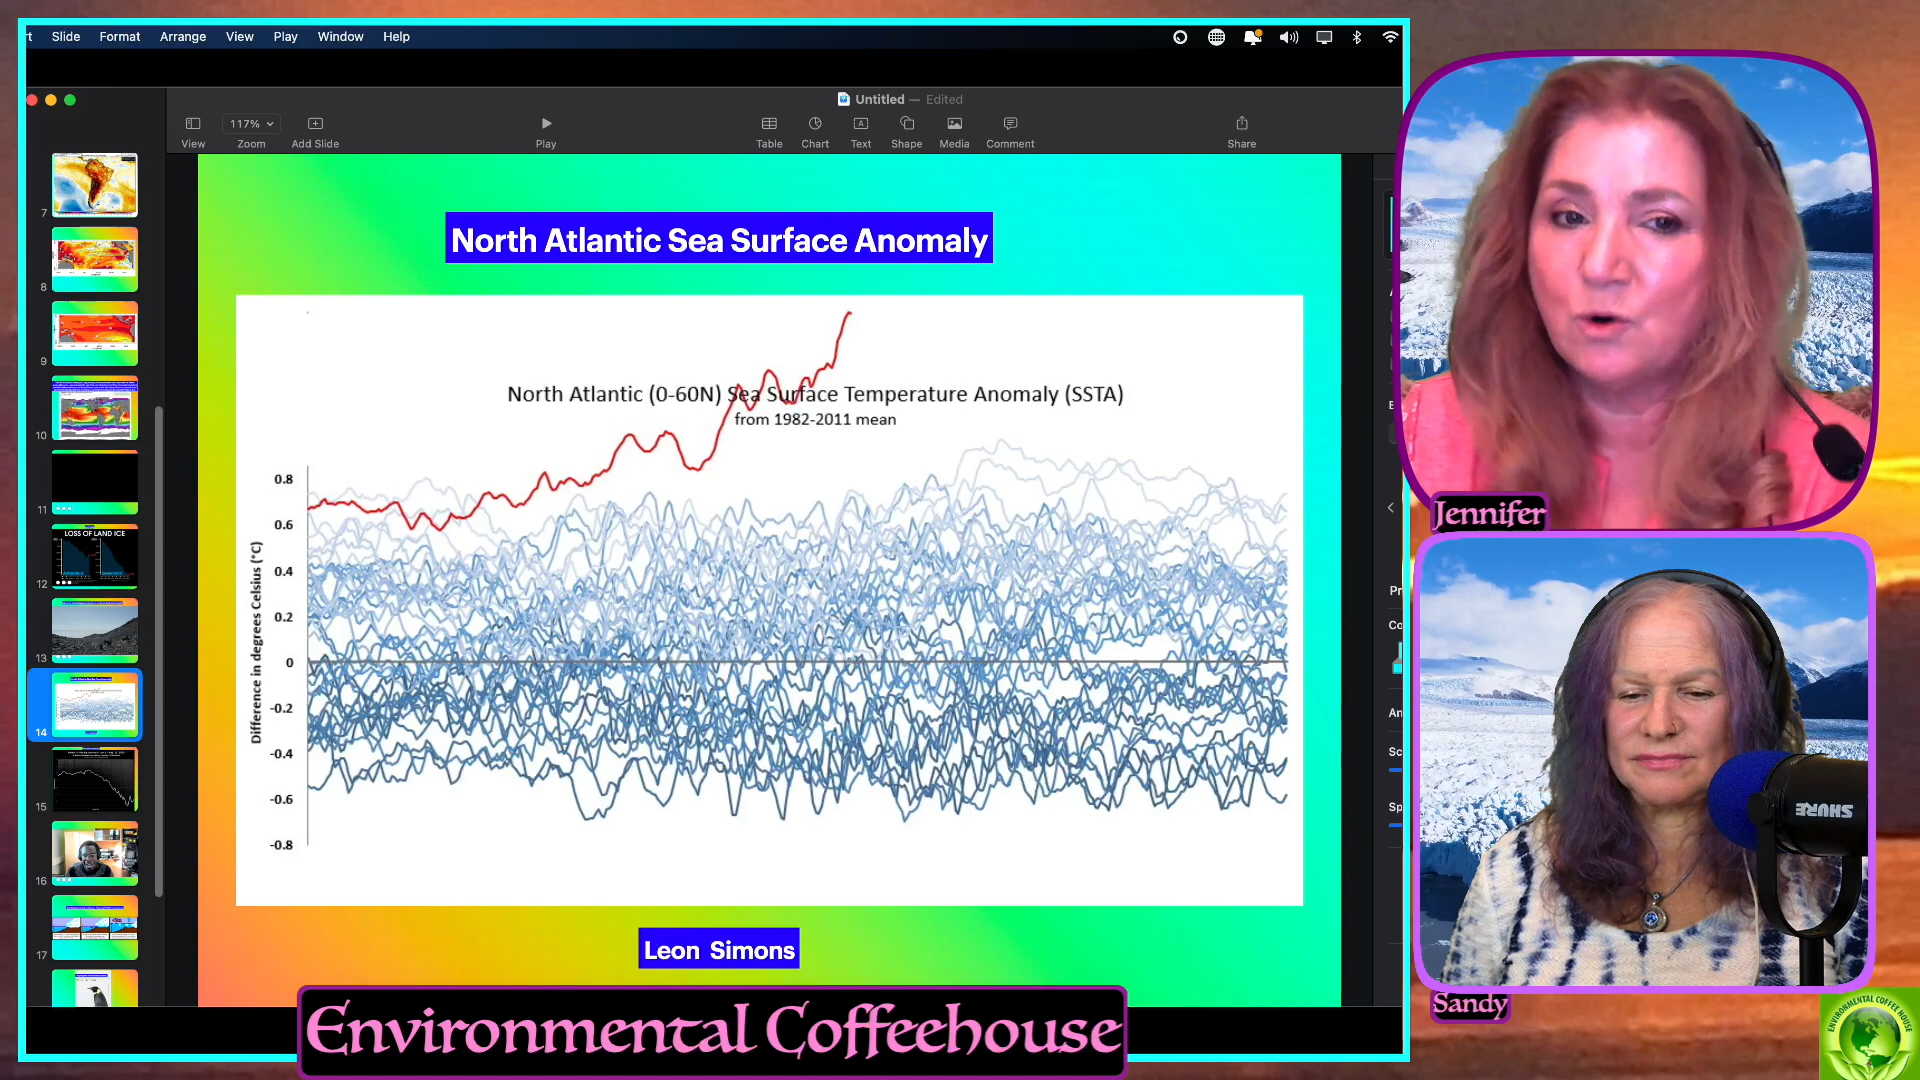 Slide Format Arrange View Play Window Help
Untitled — Edited
117%
View Zoom Add Slide Play Table Chart Text Shape Media Comment Share
North Atlantic Sea Surface Anomaly
North Atlantic (0-60N) Sea Surface Temperature Anomaly (SSTA)
from 1982-2011 mean
Difference in degrees Celsius (°C)
0.8
0.6
0.4
0.2
0
-0.2
-0.4
-0.6
-0.8
Leon Simons
7
8
9
10
11
LOSS OF LAND ICE
12
13
14
15
16
17
Jennifer
SHURE
Sandy
Environmental Coffeehouse
ENVIRONMENTAL COFFEE HOUSE